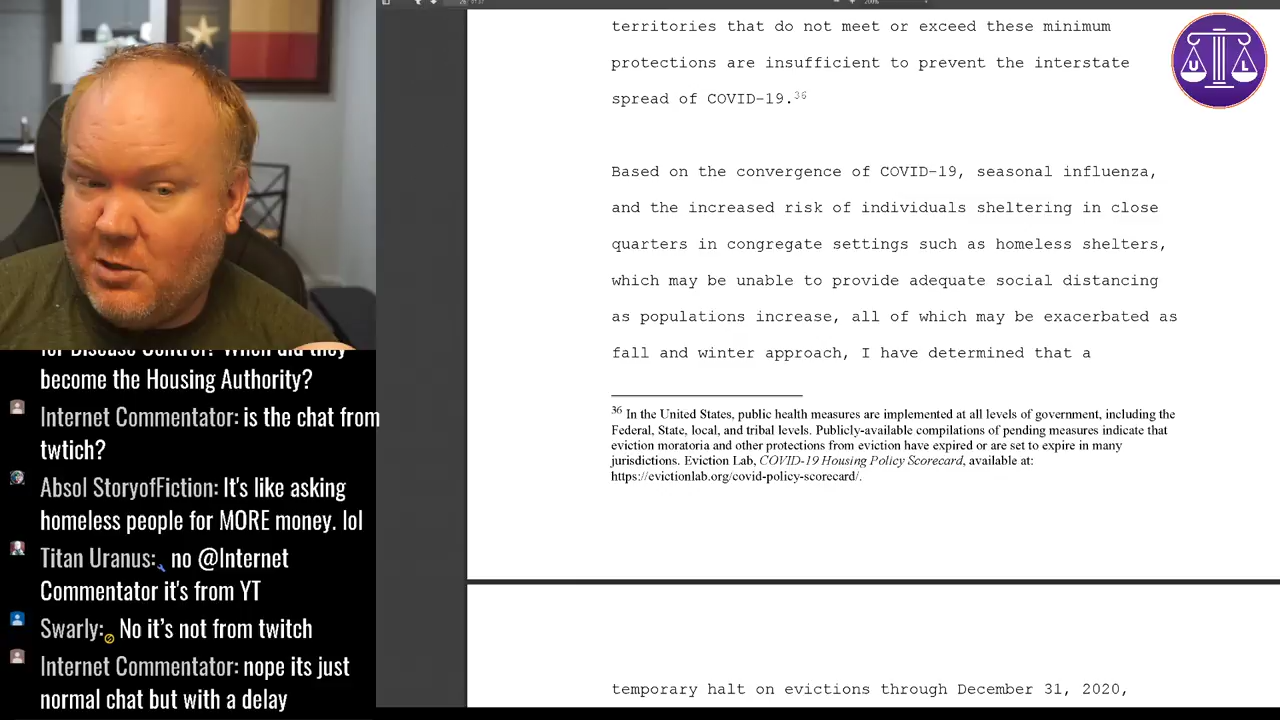 territories that do not meet or exceed these minimum
protections are insufficient to prevent the interstate
spread of COVID-19.36
Based on the convergence of COVID-19, seasonal influenza,
and the increased risk of individuals sheltering in close
quarters in congregate settings such as homeless shelters,
which may be unable to provide adequate social distancing
as populations increase, all of which may be exacerbated as
fall and winter approach, I have determined that a
36 In the United States, public health measures are implemented at all levels of government, including the
Federal, State, local, and tribal levels. Publicly-available compilations of pending measures indicate that
eviction moratoria and other protections from eviction have expired or are set to expire in many
jurisdictions. Eviction Lab, COVID-19 Housing Policy Scorecard, available at:
https://evictionlab.org/covid-policy-scorecard/.
temporary halt on evictions through December 31, 2020,
U L
for Disease Control? When did they
become the Housing Authority?
Internet Commentator: is the chat from
twtich?
Absol StoryofFiction: It's like asking
homeless people for MORE money. lol
Titan Uranus: no @Internet
Commentator it's from YT
Swarly: No it's not from twitch
Internet Commentator: nope its just
normal chat but with a delay